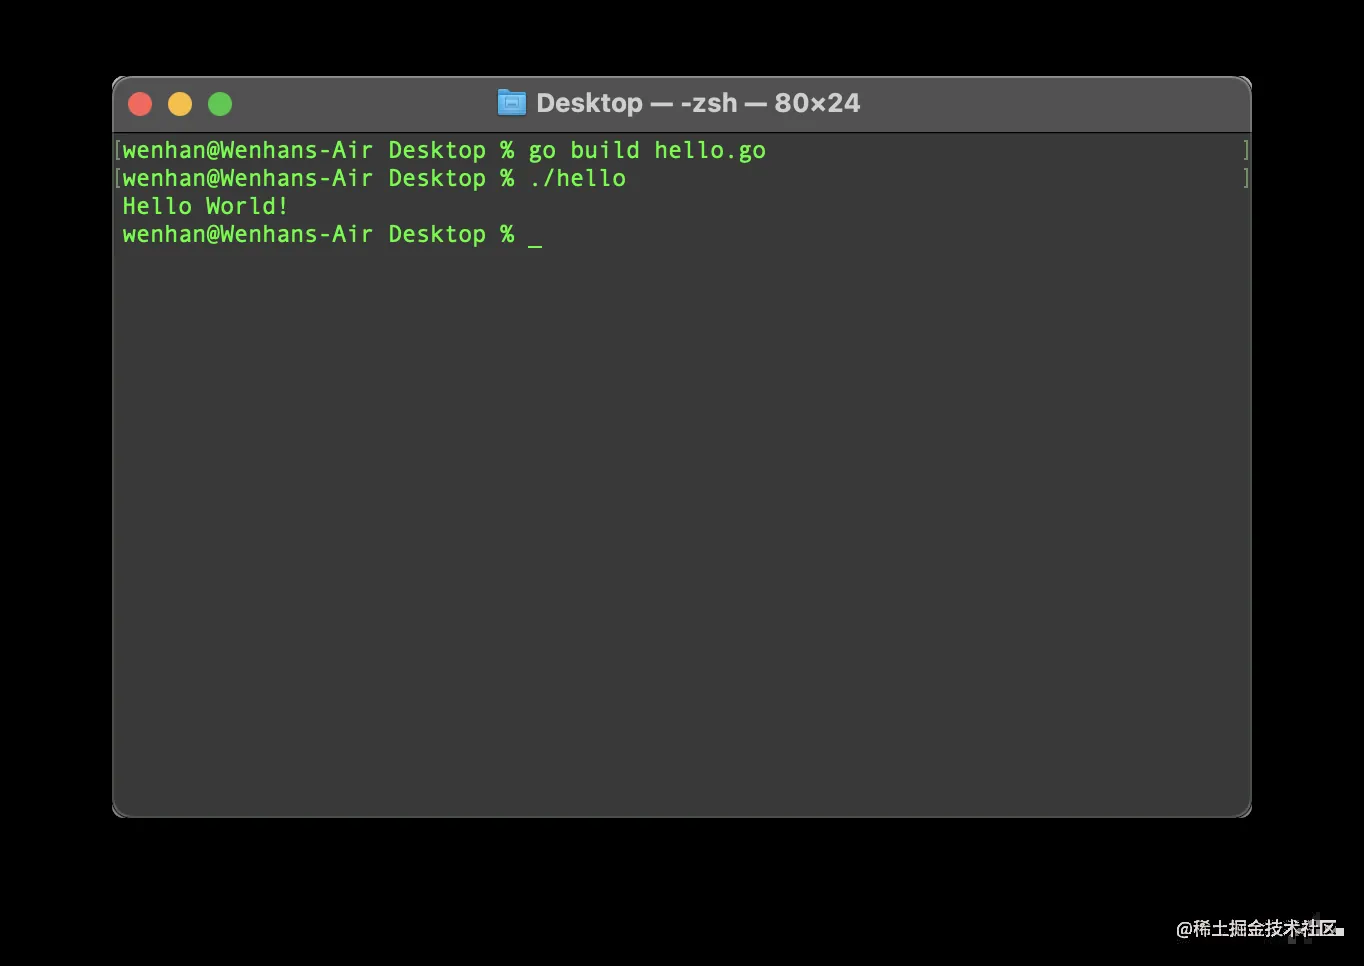 Desktop — -zsh — 80×24
[wenhan@Wenhans-Air Desktop % go build hello.go ]
[wenhan@Wenhans-Air Desktop % ./hello ]
Hello World!
wenhan@Wenhans-Air Desktop % _
@稀土掘金技术社区